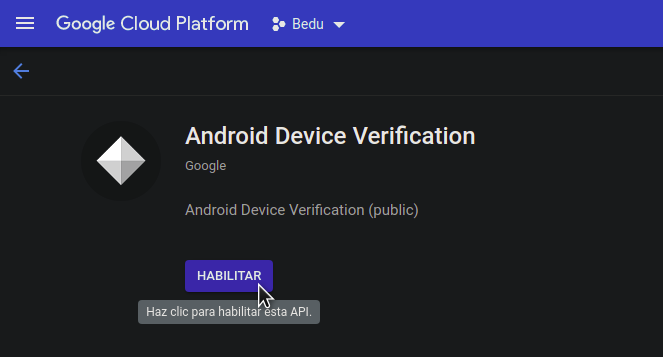 Google Cloud Platform Bedu
Android Device Verification
Google
Android Device Verification (public)
HABILITAR
Haz clic para habilitar esta API.